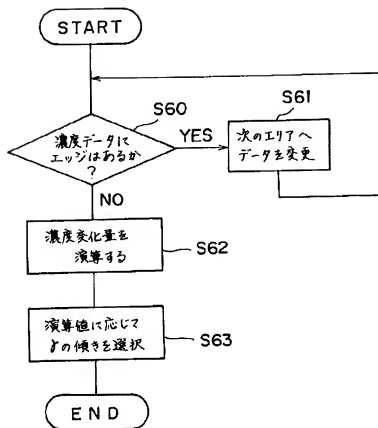 START
S60
濃度データに
エッジはあるか
?
YES
S61
次のエリアへ
データを変更
NO
濃度変化量を
演算する
S62
演算値に応じて
γの傾きを選択
S63
END